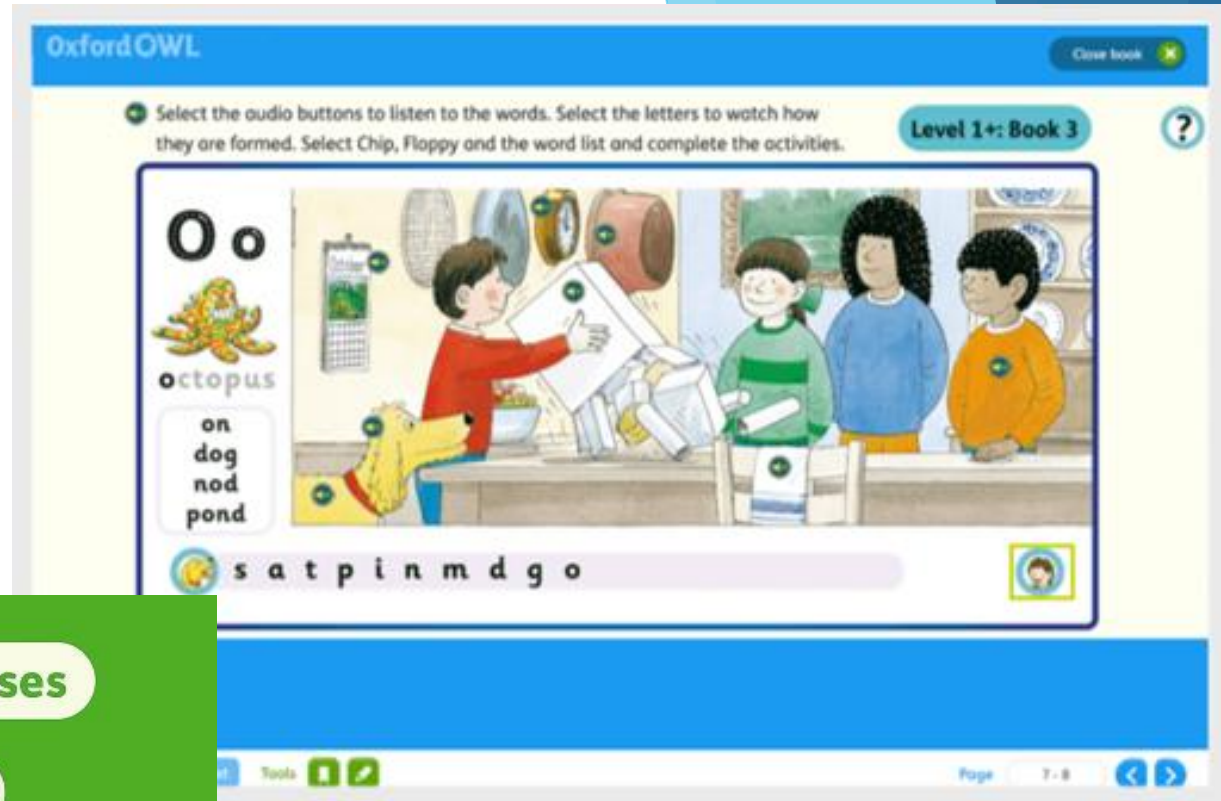 Oxford OWL
Close book
Select the audio buttons to listen to the words. Select the letters to watch how
they are formed. Select Chip, Floppy and the word list and complete the activities.
Level 1+: Book 3
?
O o
October
octopus
on
dog
nod
pond
s a t p i n m d g o
ses
Tools
Page 7 - 8